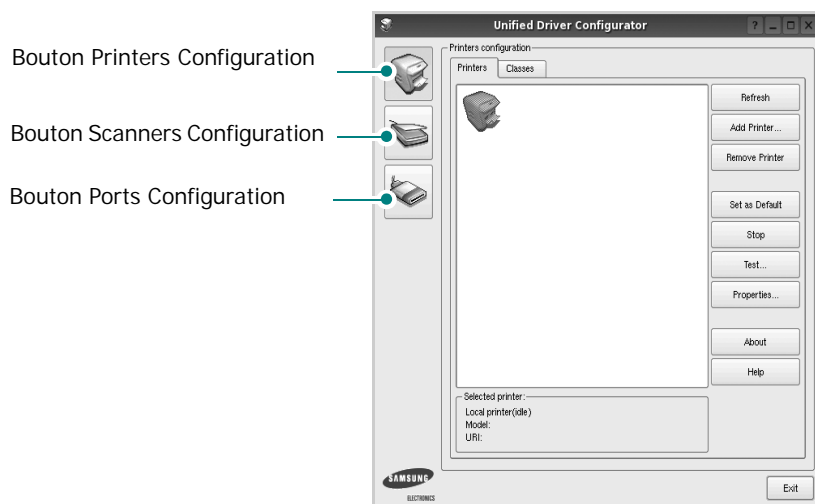 Unified Driver Configurator
Bouton Printers Configuration
Bouton Scanners Configuration
Bouton Ports Configuration
Printers configuration
Printers
Classes
Refresh
Add Printer...
Remove Printer
Set as Default
Stop
Test...
Properties...
About
Help
Selected printer:
Local printer(idle)
Model:
URI:
SAMSUNG
ELECTRONICS
Exit